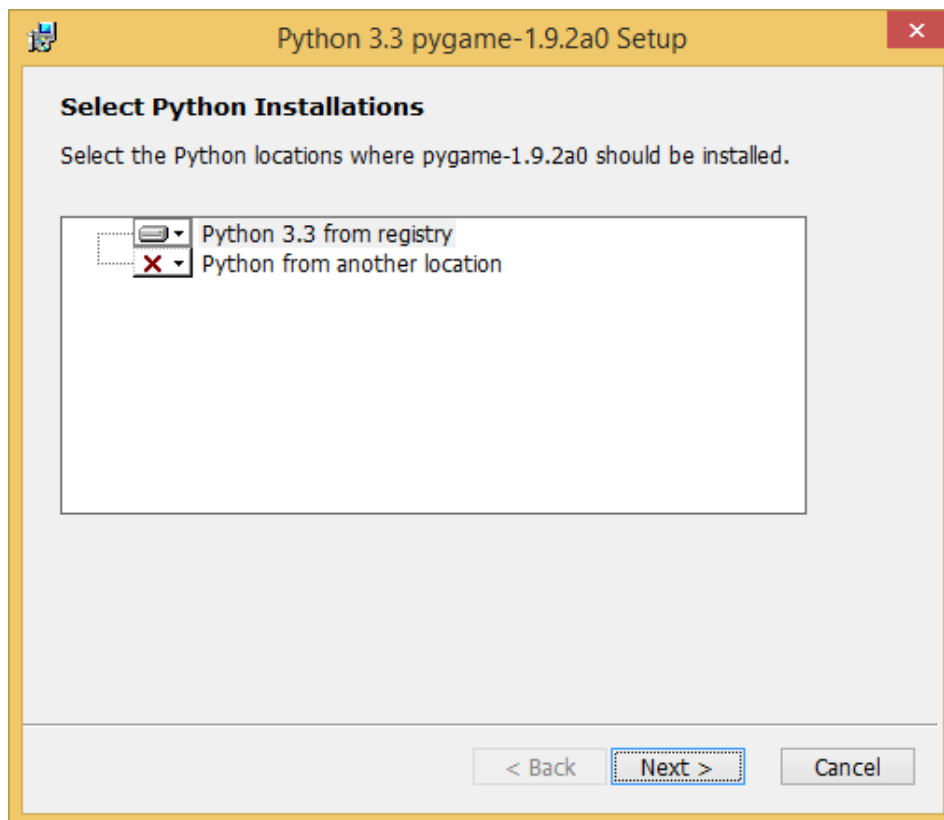 Python 3.3 pygame-1.9.2a0 Setup
Select Python Installations
Select the Python locations where pygame-1.9.2a0 should be installed.
Python 3.3 from registry
Python from another location
< Back Next > Cancel